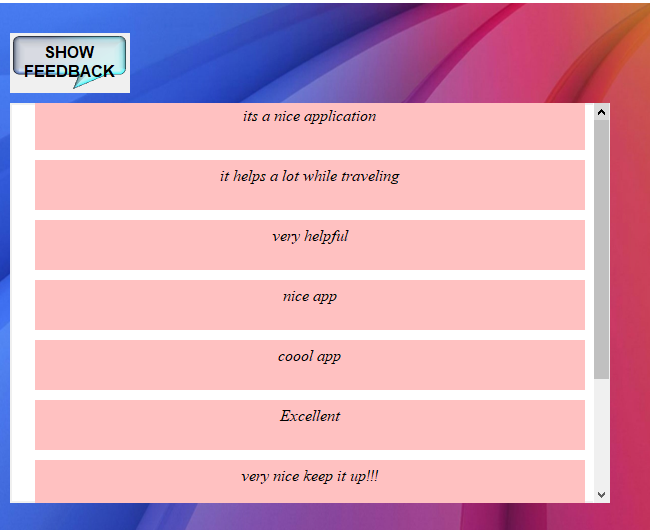 SHOW
FEEDBACK
its a nice application
it helps a lot while traveling
very helpful
nice app
coool app
Excellent
very nice keep it up!!!